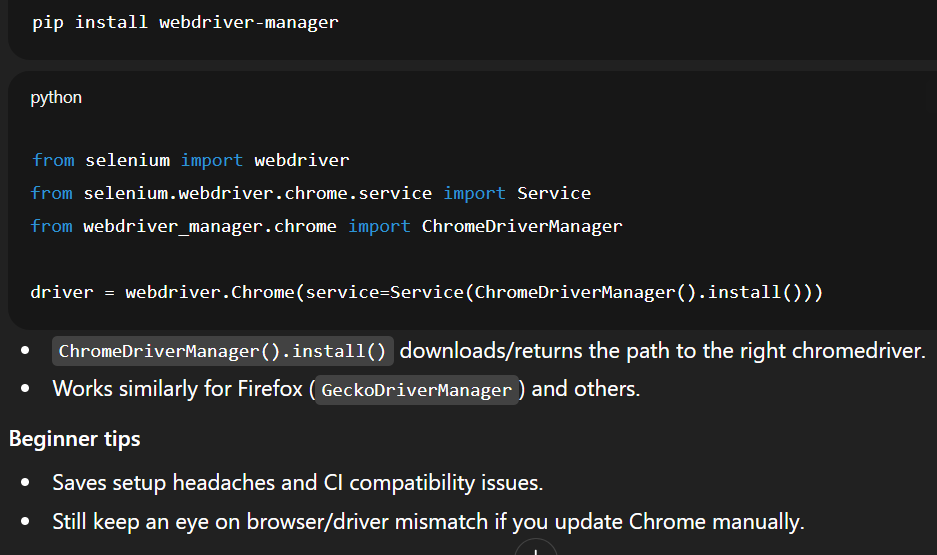 pip install webdriver-manager
python
from selenium import webdriver
from selenium.webdriver.chrome.service import Service
from webdriver_manager.chrome import ChromeDriverManager
driver = webdriver.Chrome(service=Service(ChromeDriverManager().install()))
• ChromeDriverManager().install() downloads/returns the path to the right chromedriver.
• Works similarly for Firefox (GeckoDriverManager) and others.
Beginner tips
• Saves setup headaches and CI compatibility issues.
• Still keep an eye on browser/driver mismatch if you update Chrome manually.